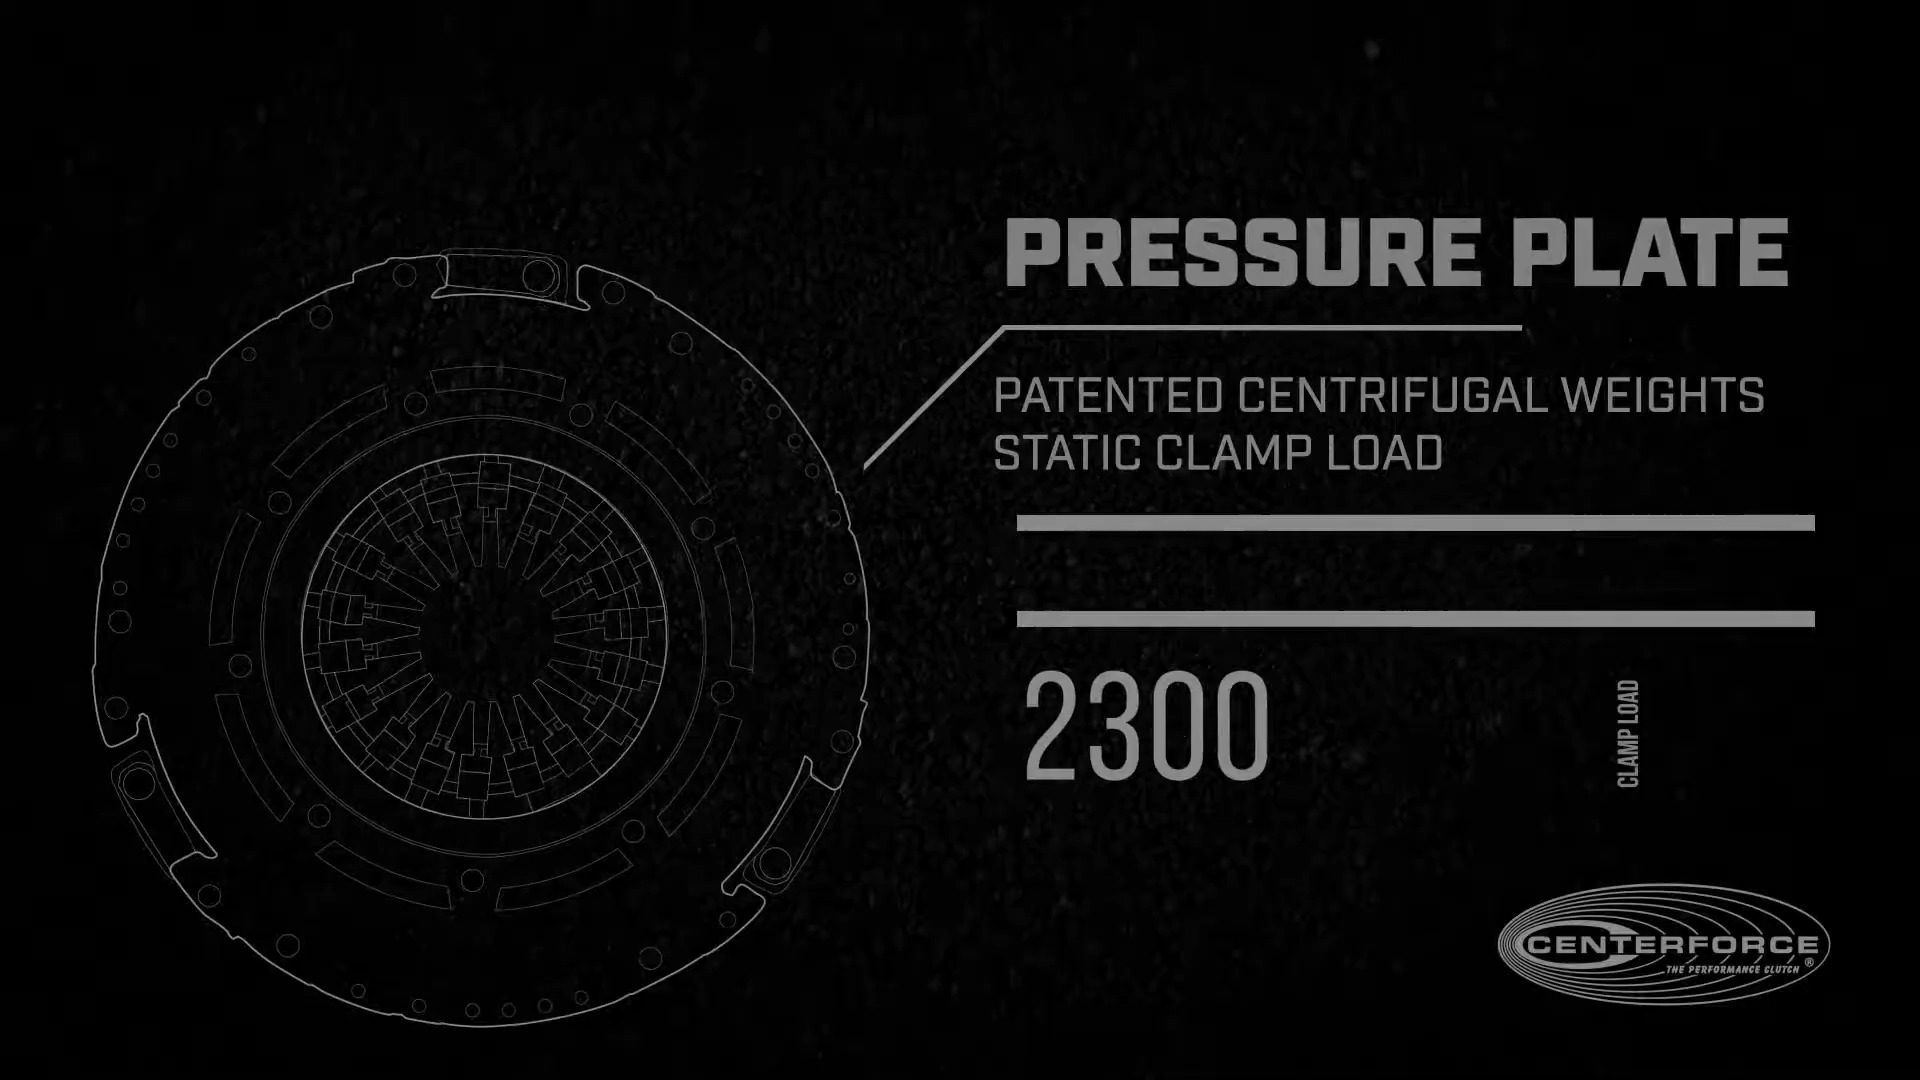 PRESSURE PLATE
PATENTED CENTRIFUGAL WEIGHTS
STATIC CLAMP LOAD
2300
CLAMP LOAD
CENTERFORCE
THE PERFORMANCE CLUTCH ®